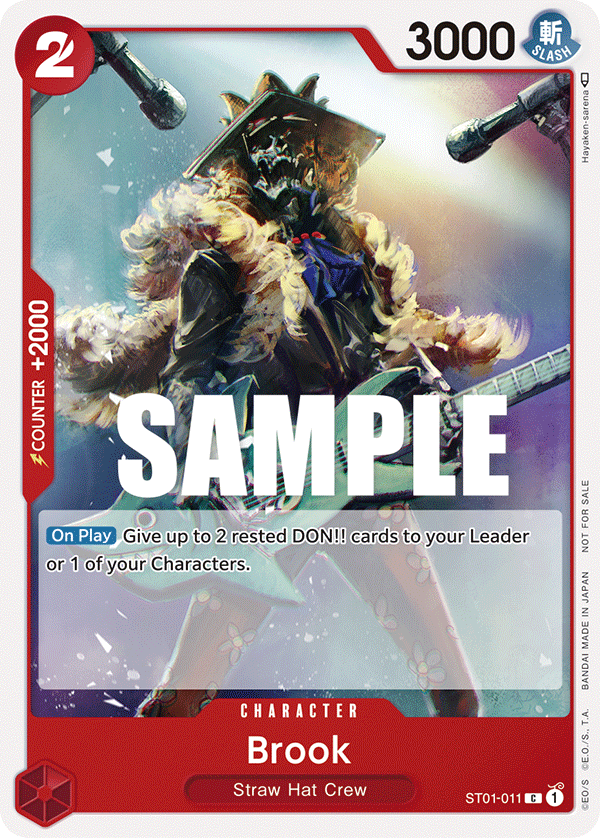 2
3000
斬
SLASH
Hayaken-sarena
COUNTER +2000
SAMPLE
On Play Give up to 2 rested DON!! cards to your Leader
or 1 of your Characters.
CHARACTER
Brook
Straw Hat Crew
ST01-011 C 1
©EO/S ©E.O./S., T.A. BANDAI MADE IN JAPAN NOT FOR SALE